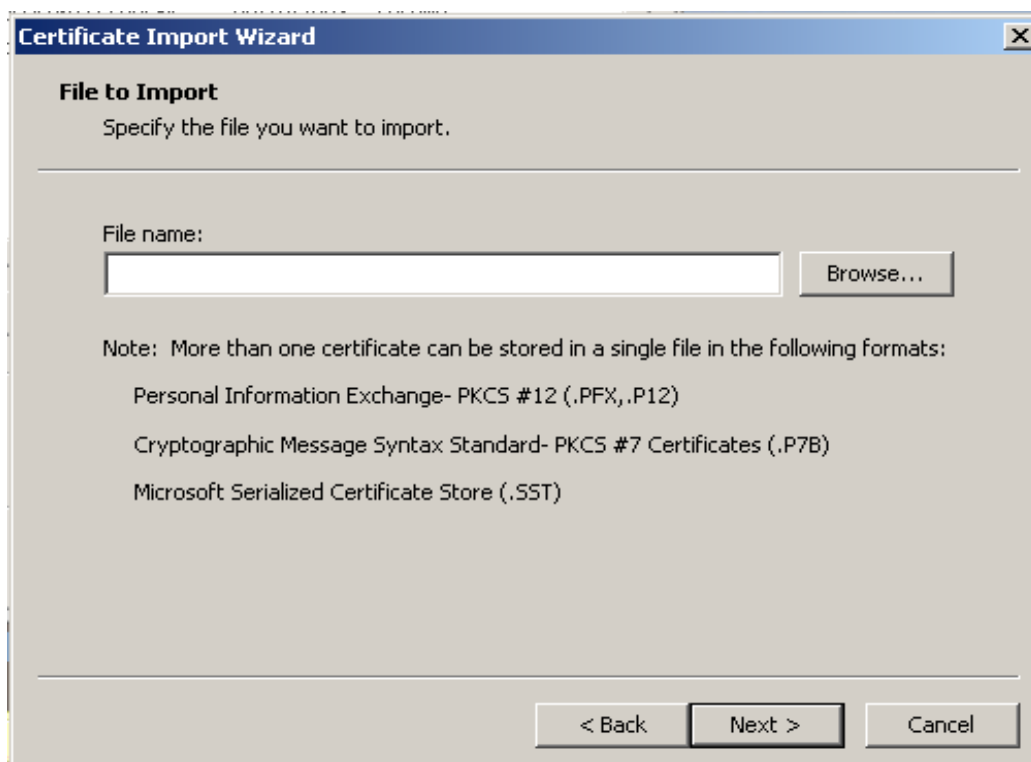 Certificate Import Wizard
File to Import
Specify the file you want to import.
File name:
Browse...
Note:  More than one certificate can be stored in a single file in the following formats:
Personal Information Exchange- PKCS #12 (.PFX,.P12)
Cryptographic Message Syntax Standard- PKCS #7 Certificates (.P7B)
Microsoft Serialized Certificate Store (.SST)
< Back
Next >
Cancel